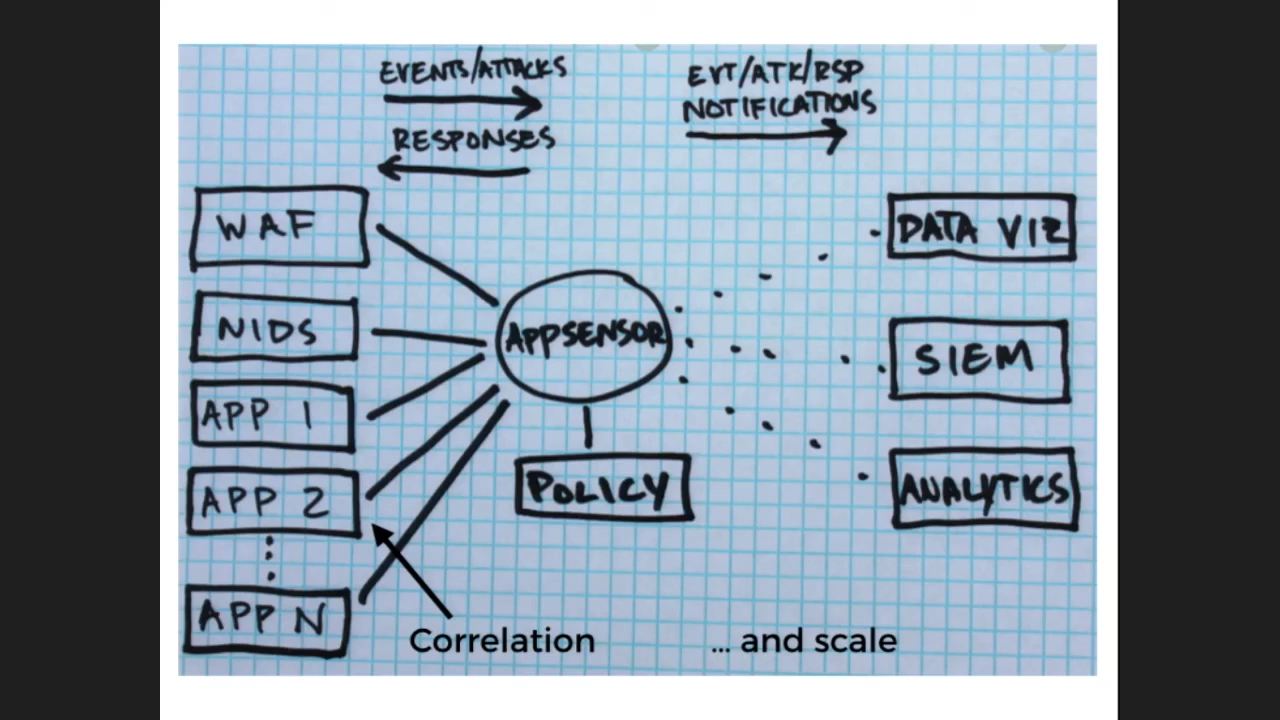 EVENTS/ATTACKS
RESPONSES
EVT/ATK/RSP
NOTIFICATIONS
WAF
NIDS
APP 1
APP 2
APP N
APPSENSOR
POLICY
DATA VIZ
SIEM
ANALYTICS
Correlation
... and scale